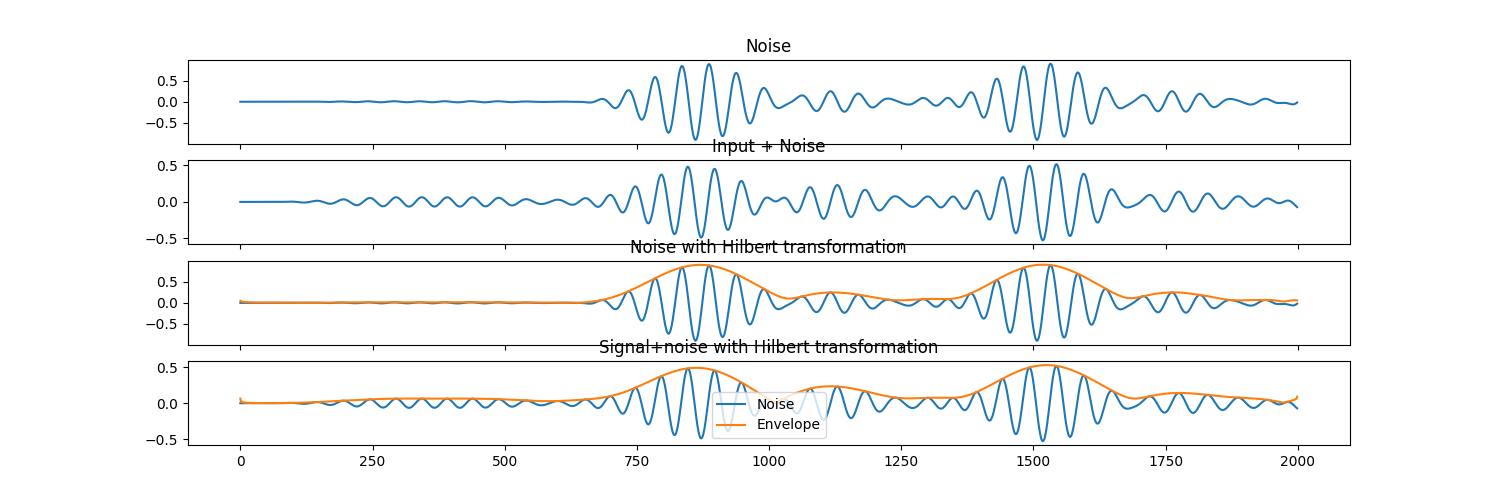 Noise
0.5
0.0
−0.5
Input + Noise
0.5
0.0
−0.5
Noise with Hilbert transformation
0.5
0.0
−0.5
Signal+noise with Hilbert transformation
0.5
0.0
−0.5
Noise
Envelope
0 250 500 750 1000 1250 1500 1750 2000